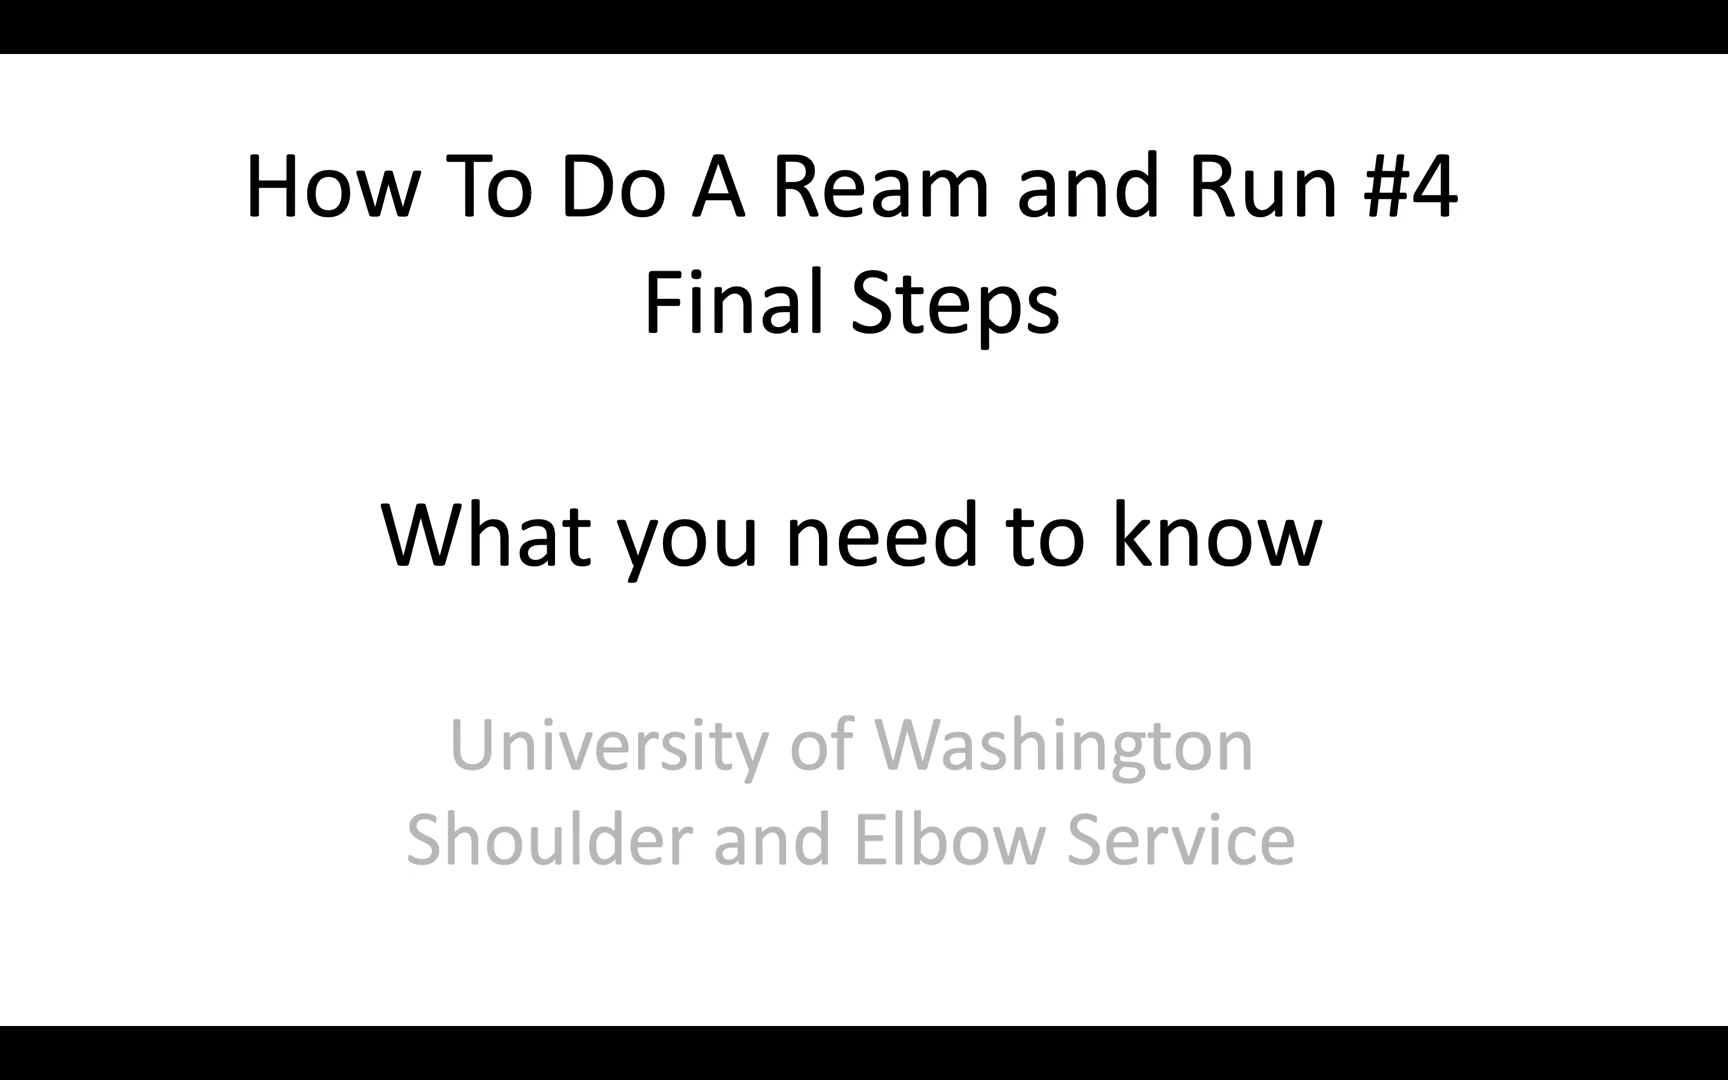 How To Do A Ream and Run #4
Final Steps
What you need to know
University of Washington
Shoulder and Elbow Service